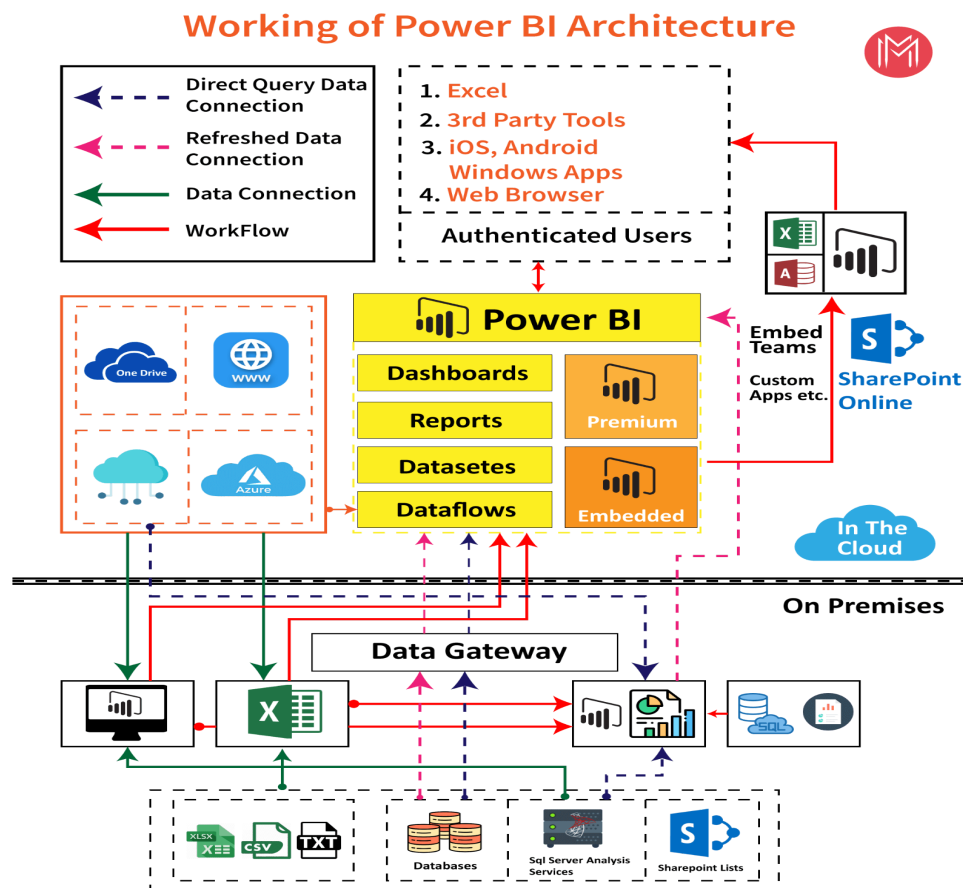 Working of Power BI Architecture
M
Direct Query Data
Connection
Refreshed Data
Connection
Data Connection
WorkFlow
1. Excel
2. 3rd Party Tools
3. iOS, Android
Windows Apps
4. Web Browser
Authenticated Users
X
A
One Drive
WWW
Azure
Power BI
Dashboards
Reports
Datasetes
Dataflows
Premium
Embedded
Embed
Teams
Custom
Apps etc.
S
SharePoint
Online
In The
Cloud
On Premises
Data Gateway
X
SQL
XLSX
X
CSV
TXT
Databases
Sql Server Analysis
Services
S
Sharepoint Lists